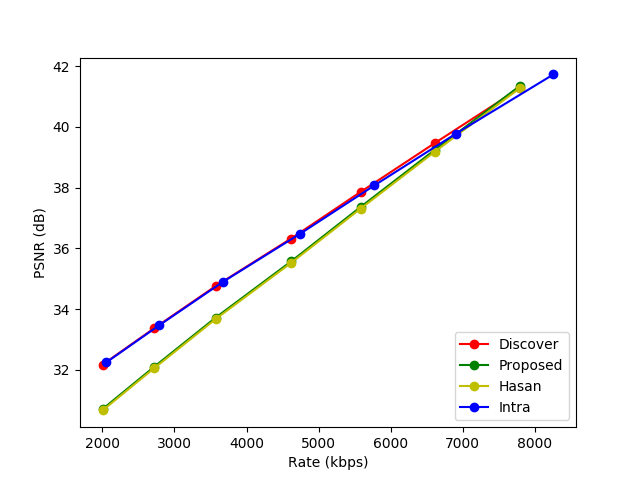 42
40
38
36
34
32
PSNR (dB)
2000 3000 4000 5000 6000 7000 8000
Rate (kbps)
Discover
Proposed
Hasan
Intra